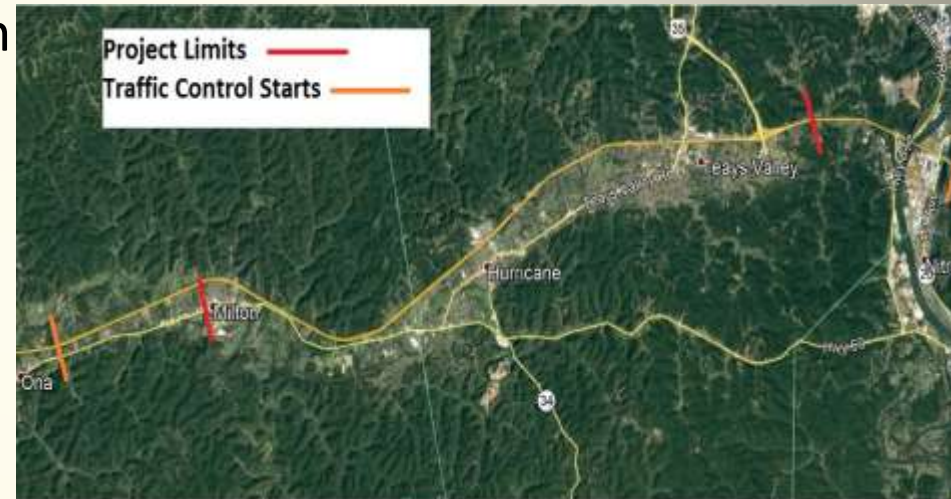 n
Project Limits
Traffic Control Starts
35
Teays Valley
Hurricane
Milton
Ona
34